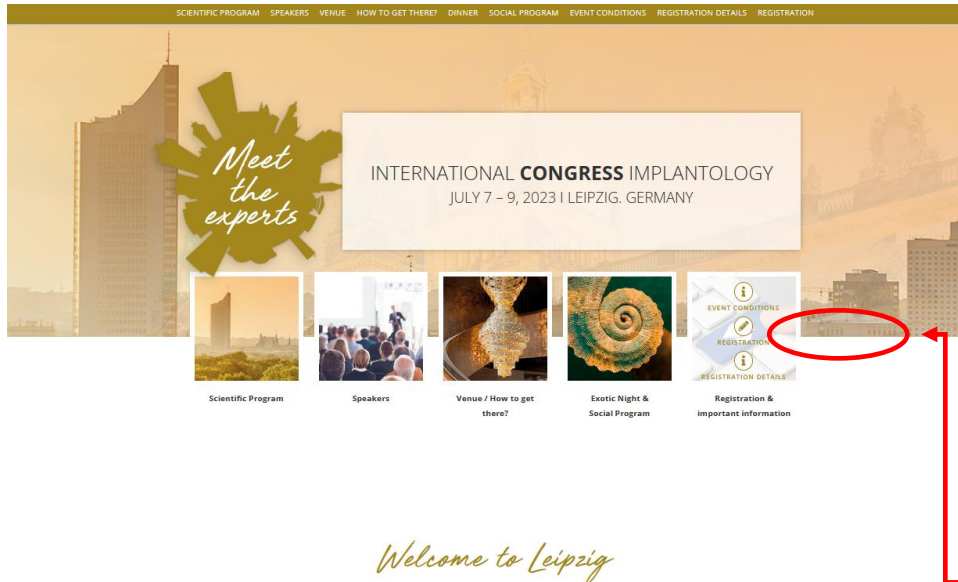 SCIENTIFIC PROGRAM SPEAKERS VENUE HOW TO GET THERE? DINNER SOCIAL PROGRAM EVENT CONDITIONS REGISTRATION DETAILS REGISTRATION
Meet
the
experts
INTERNATIONAL CONGRESS IMPLANTOLOGY
JULY 7 – 9, 2023 I LEIPZIG. GERMANY
EVENT CONDITIONS
REGISTRATION
REGISTRATION DETAILS
Scientific Program
Speakers
Venue / How to get
there?
Exotic Night &
Social Program
Registration &
important information
Welcome to Leipzig